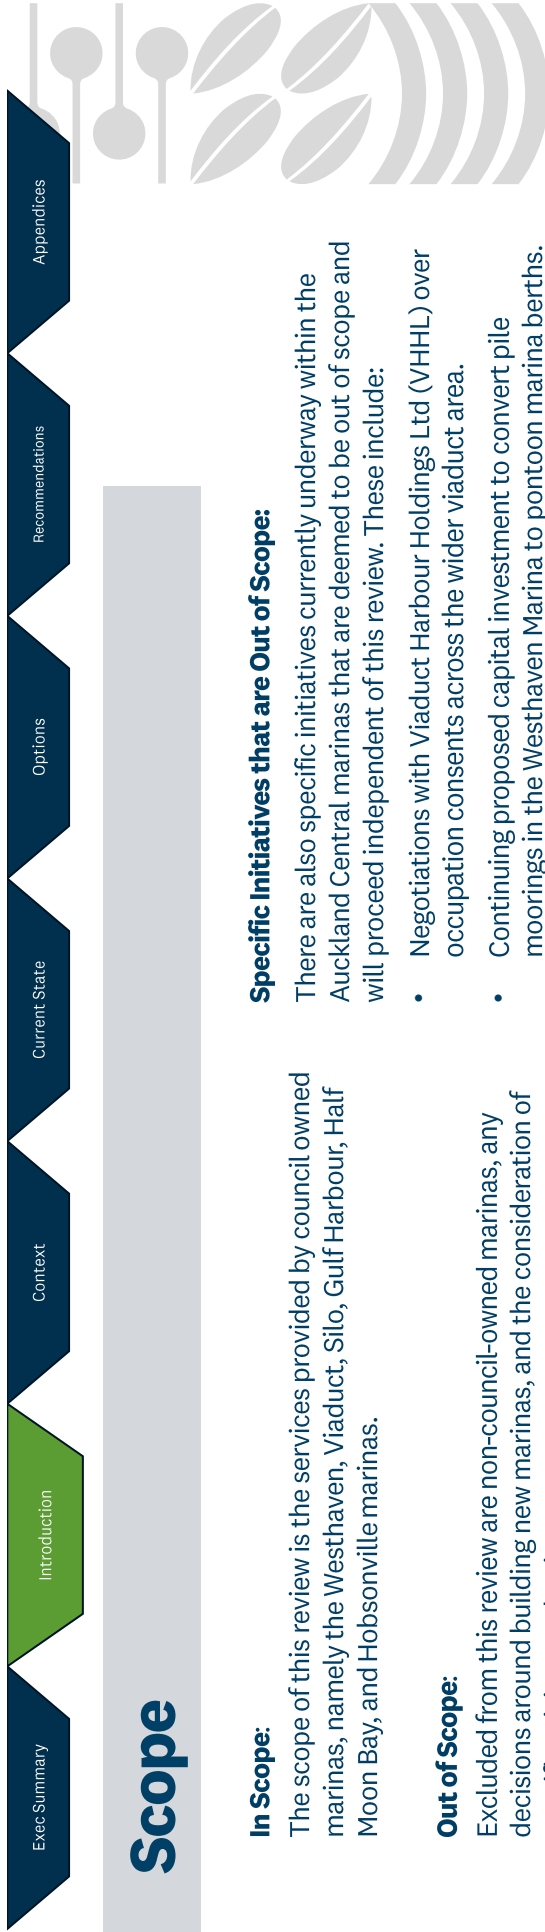 Exec Summary
Introduction
Context
Current State
Options
Recommendations
Appendices
Scope
In Scope:
The scope of this review is the services provided by council owned
marinas, namely the Westhaven, Viaduct, Silo, Gulf Harbour, Half
Moon Bay, and Hobsonville marinas.
Out of Scope:
Excluded from this review are non-council-owned marinas, any
decisions around building new marinas, and the consideration of
Specific Initiatives that are Out of Scope:
There are also specific initiatives currently underway within the
Auckland Central marinas that are deemed to be out of scope and
will proceed independent of this review. These include:
• Negotiations with Viaduct Harbour Holdings Ltd (VHHL) over
occupation consents across the wider viaduct area.
• Continuing proposed capital investment to convert pile
moorings in the Westhaven Marina to pontoon marina berths.